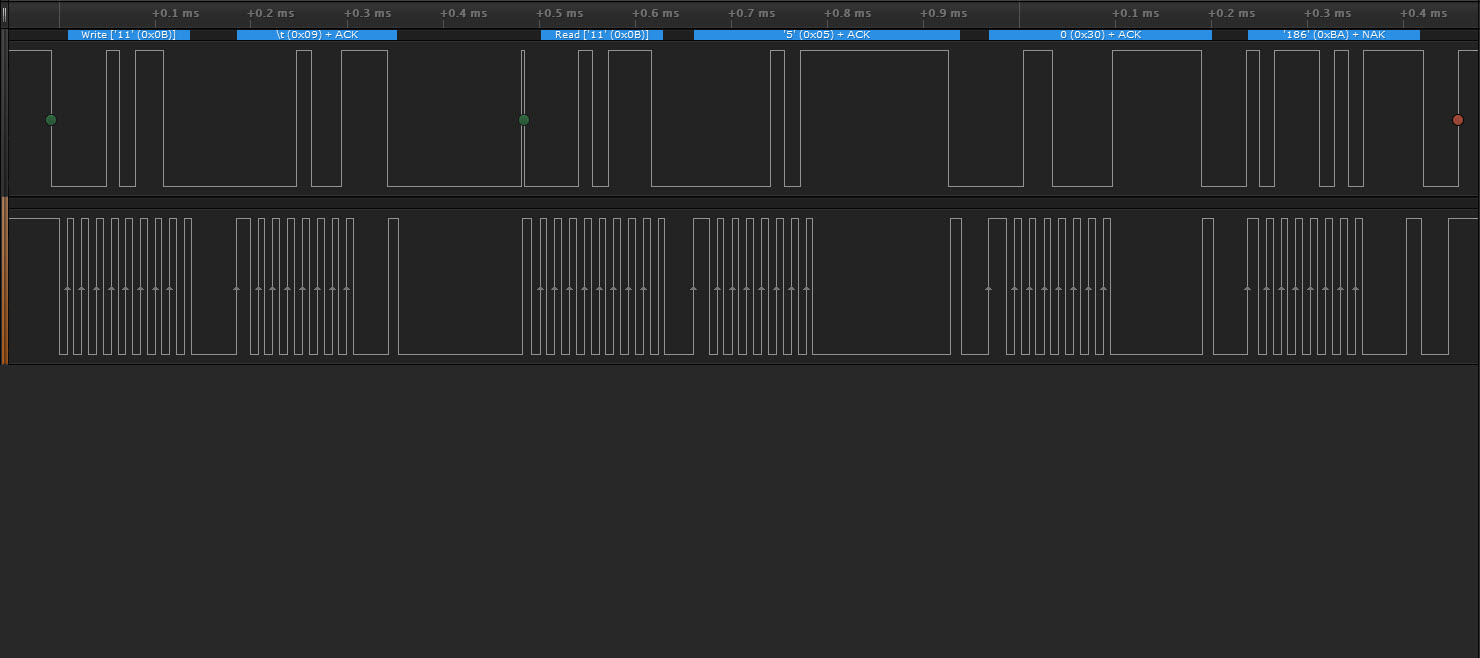 +0.1 ms +0.2 ms +0.3 ms +0.4 ms +0.5 ms +0.6 ms +0.7 ms +0.8 ms +0.9 ms +0.1 ms +0.2 ms +0.3 ms +0.4 ms
Write ['11' (0x0B)] \t (0x09) + ACK Read ['11' (0x0B)] '5' (0x05) + ACK 0 (0x30) + ACK '186' (0xBA) + NAK